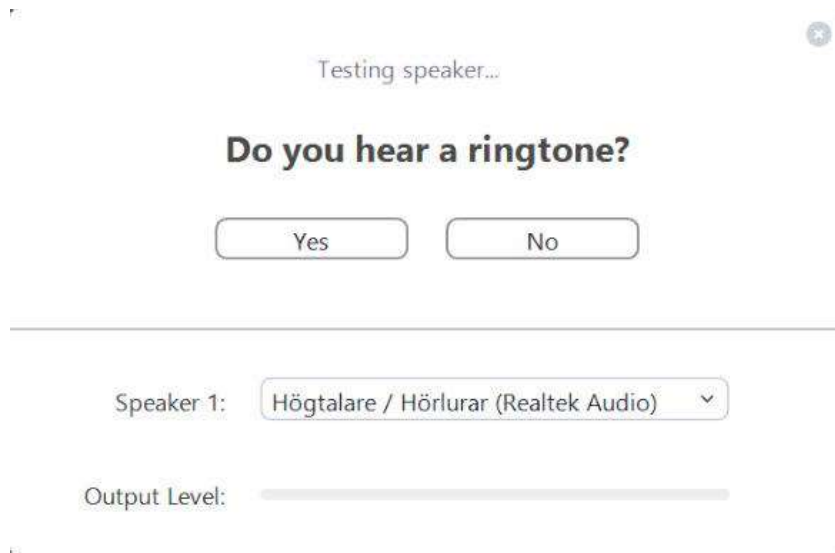 Testing speaker...
Do you hear a ringtone?
Yes No
Speaker 1: Högtalare / Hörlurar (Realtek Audio)
Output Level: